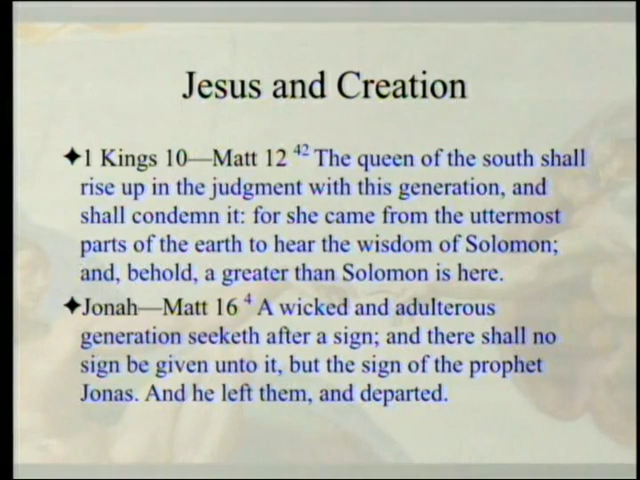 Jesus and Creation
✦1 Kings 10—Matt 12 42 The queen of the south shall
rise up in the judgment with this generation, and
shall condemn it: for she came from the uttermost
parts of the earth to hear the wisdom of Solomon;
and, behold, a greater than Solomon is here.
✦Jonah—Matt 16 4 A wicked and adulterous
generation seeketh after a sign; and there shall no
sign be given unto it, but the sign of the prophet
Jonas. And he left them, and departed.